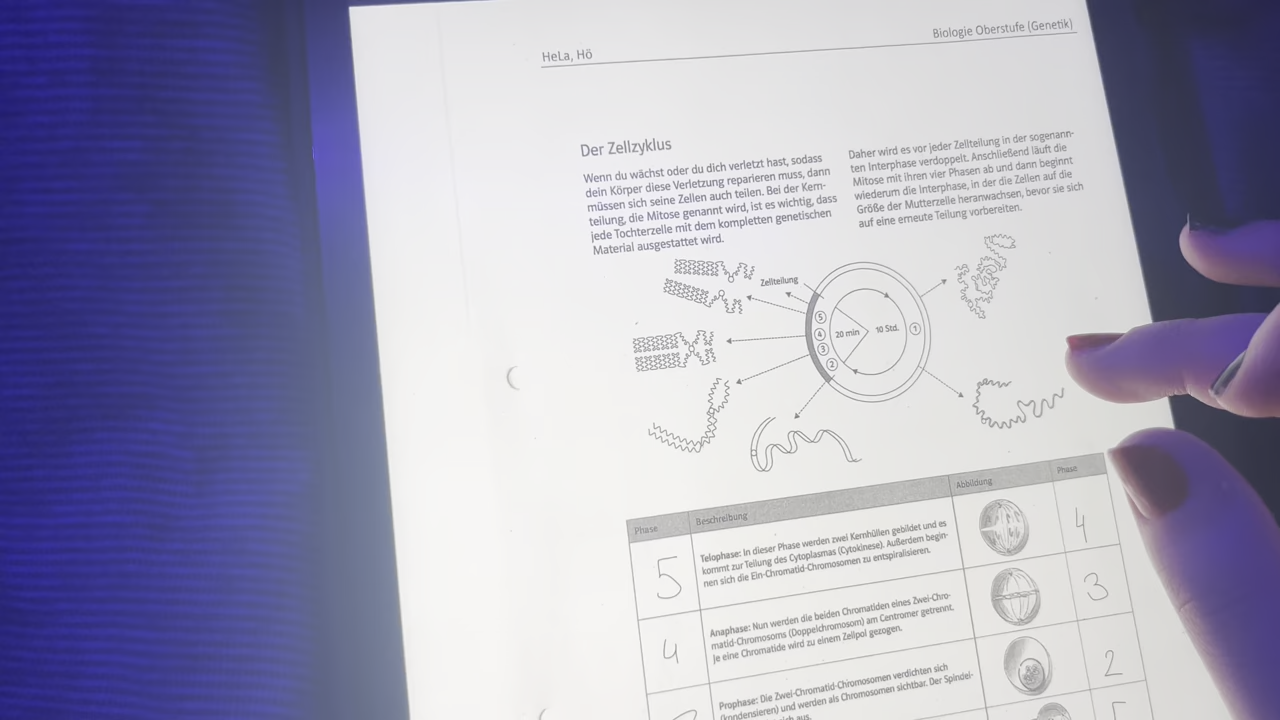 HeLa, Hö
Biologie Oberstufe (Genetik)
Der Zellzyklus
Wenn du wächst oder du dich verletzt hast, sodass
dein Körper diese Verletzung reparieren muss, dann
müssen sich seine Zellen auch teilen. Bei der Kern-
teilung, die Mitose genannt wird, ist es wichtig, dass
jede Tochterzelle mit dem kompletten genetischen
Material ausgestattet wird.
Daher wird es vor jeder Zellteilung in der sogenann-
ten Interphase verdoppelt. Anschließend läuft die
Mitose mit ihren vier Phasen ab und dann beginnt
wiederum die Interphase, in der die Zellen auf die
Größe der Mutterzelle heranwachsen, bevor sie sich
auf eine erneute Teilung vorbereiten.
Zellteilung
5
4
3
2
20 min
10 Std.
1
Phase
Beschreibung
Abbildung
Phase
5
Telophase: In dieser Phase werden zwei Kernhüllen gebildet und es
kommt zur Teilung des Cytoplasmas (Cytokinese). Außerdem begin-
nen sich die Ein-Chromatid-Chromosomen zu entspiralisieren.
4
4
Anaphase: Nun werden die beiden Chromatiden eines Zwei-Chro-
matid-Chromosoms (Doppelchromosom) am Centromer getrennt.
Je eine Chromatide wird zu einem Zellpol gezogen.
3
Prophase: Die Zwei-Chromatid-Chromosomen verdichten sich
(kondensieren) und werden als Chromosomen sichtbar. Der Spindel-
aus.
2